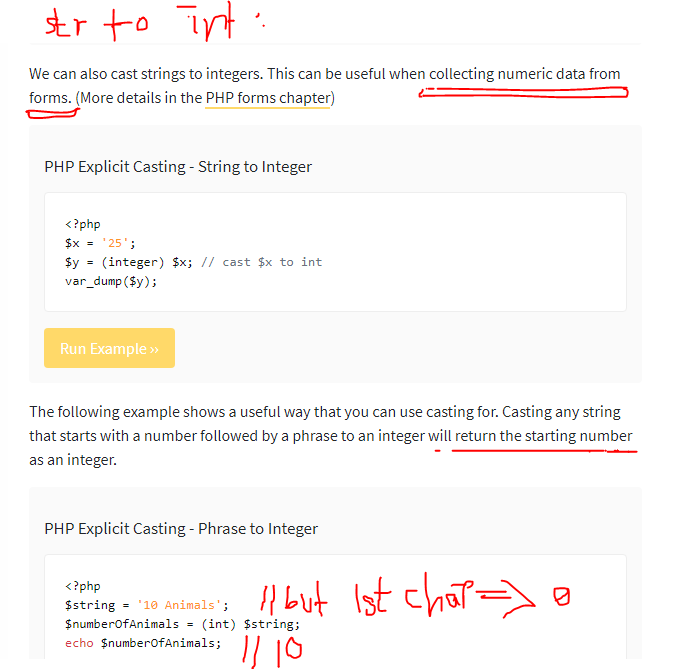 str to int :
We can also cast strings to integers. This can be useful when collecting numeric data from
forms. (More details in the PHP forms chapter)
PHP Explicit Casting - String to Integer
<?php
$x = '25';
$y = (integer) $x; // cast $x to int
var_dump($y);
Run Example »
The following example shows a useful way that you can use casting for. Casting any string
that starts with a number followed by a phrase to an integer will return the starting number
as an integer.
PHP Explicit Casting - Phrase to Integer
<?php
$string = '10 Animals'; // but 1st char => 0
$numberOfAnimals = (int) $string;
echo $numberOfAnimals; // 10